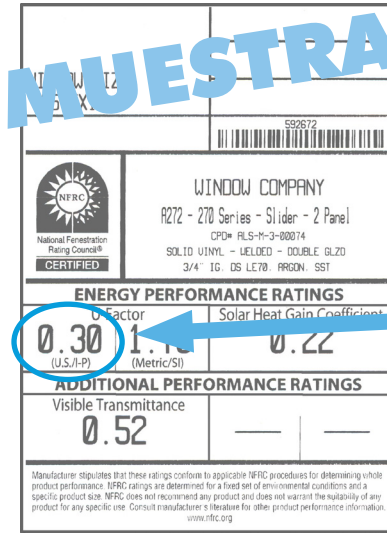 MUESTRA
592672
NFRC
National Fenestration
Rating Council®
CERTIFIED
WINDOW COMPANY
A272 - 270 Series - Slider - 2 Panel
CPD# ALS-M-3-00074
SOLID VINYL - WELDED - DOUBLE GLZD
3/4" IG. DS LE70. ARGON. SST
ENERGY PERFORMANCE RATINGS
U-Factor
Solar Heat Gain Coefficient
0.30
(U.S./I-P)
(Metric/SI)
0.22
ADDITIONAL PERFORMANCE RATINGS
Visible Transmittance
0.52
Manufacturer stipulates that these ratings conform to applicable NFRC procedures for determining whole
product performance. NFRC ratings are determined for a fixed set of environmental conditions and a
specific product size. NFRC does not recommend any product and does not warrant the suitability of any
product for any specific use. Consult manufacturer's literature for other product performance information.
www.nfrc.org